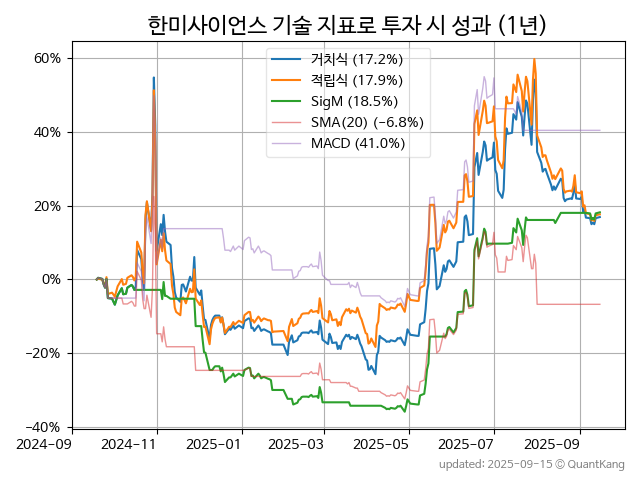 한미사이언스 기술 지표로 투자 시 성과 (1년)
60%
40%
20%
0%
−20%
−40%
거치식 (17.2%)
적립식 (17.9%)
SigM (18.5%)
SMA(20) (−6.8%)
MACD (41.0%)
2024-09 2024-11 2025-01 2025-03 2025-05 2025-07 2025-09
updated: 2025-09-15 © QuantKang